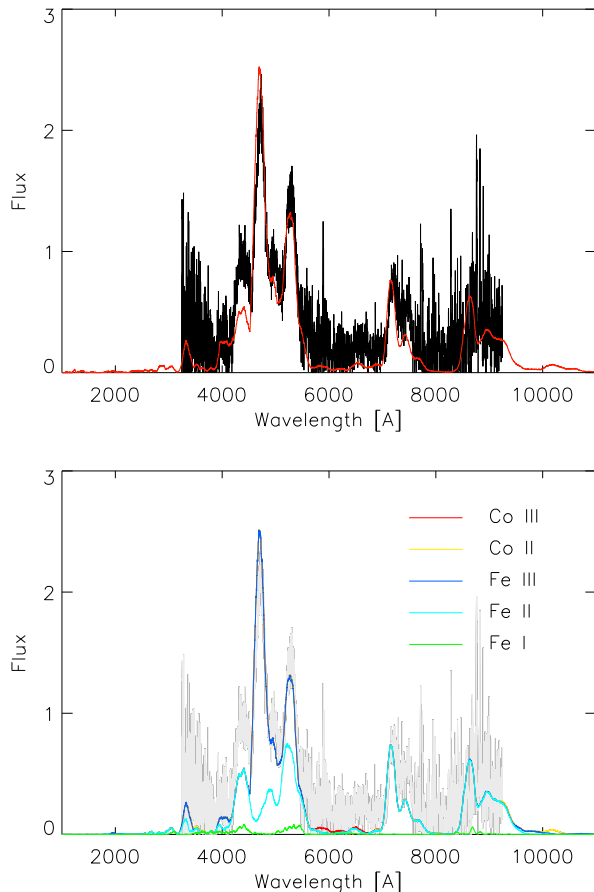 3
2
1
0
Flux
2000 4000 6000 8000 10000
Wavelength [A]
3
2
1
0
Flux
Co III
Co II
Fe III
Fe II
Fe I
2000 4000 6000 8000 10000
Wavelength [A]